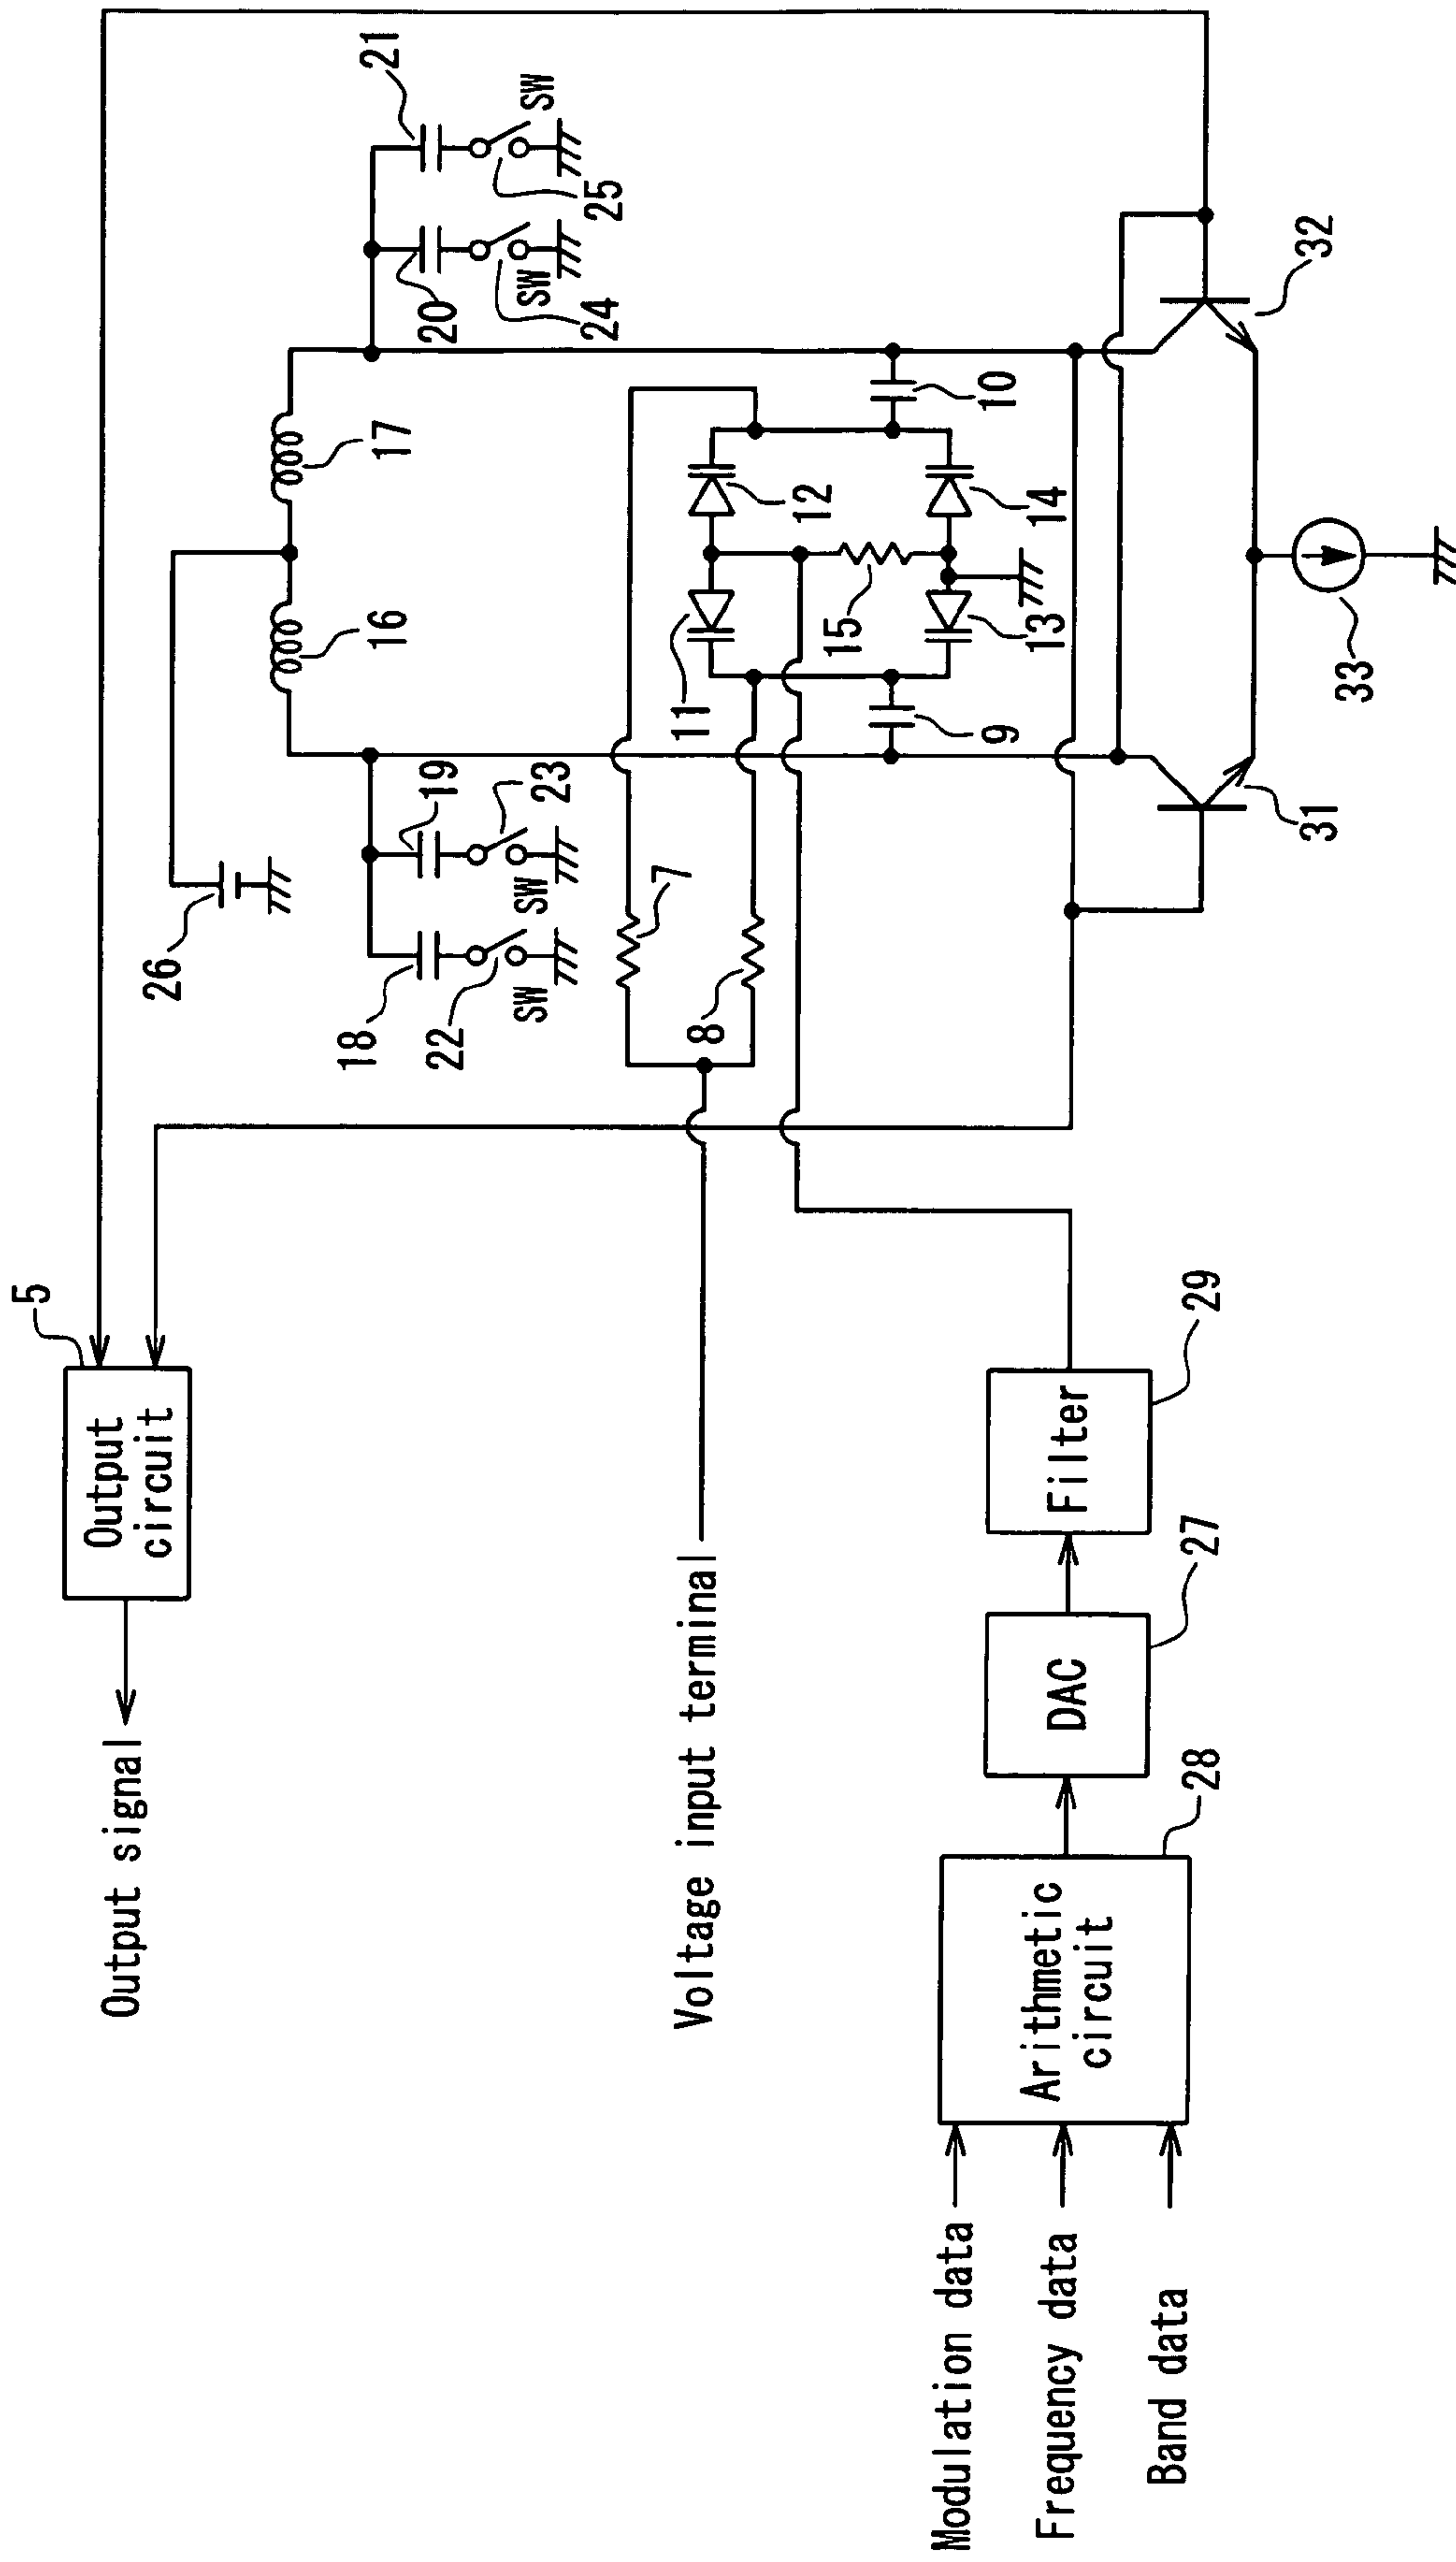 5
Output
circuit
Output signal
26
16
17
21
20
SW
SW
24
25
18
19
SW
SW
22
23
7
8
11
12
15
13
14
9
10
Voltage input terminal
31
32
33
Modulation data
Frequency data
Band data
Arithmetic
circuit
28
DAC
27
Filter
29